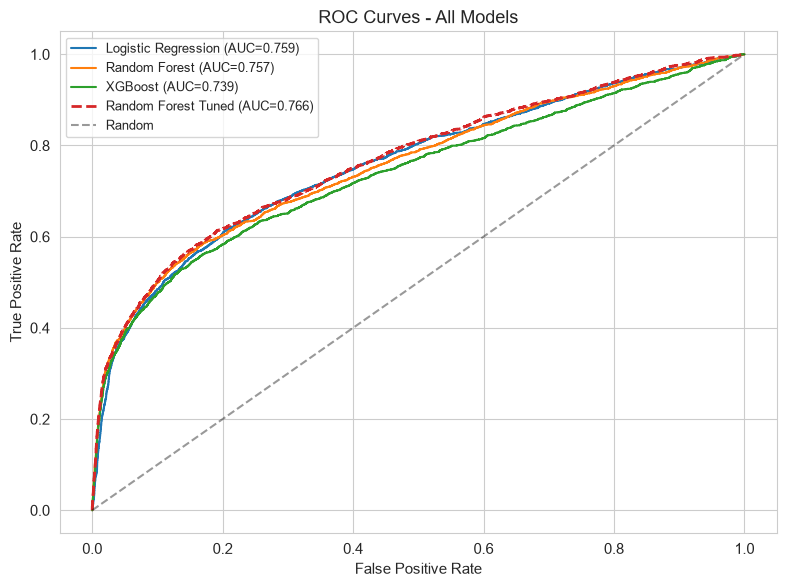 ROC Curves - All Models
Logistic Regression (AUC=0.759)
Random Forest (AUC=0.757)
XGBoost (AUC=0.739)
Random Forest Tuned (AUC=0.766)
Random
True Positive Rate
1.0
0.8
0.6
0.4
0.2
0.0
0.0 0.2 0.4 0.6 0.8 1.0
False Positive Rate